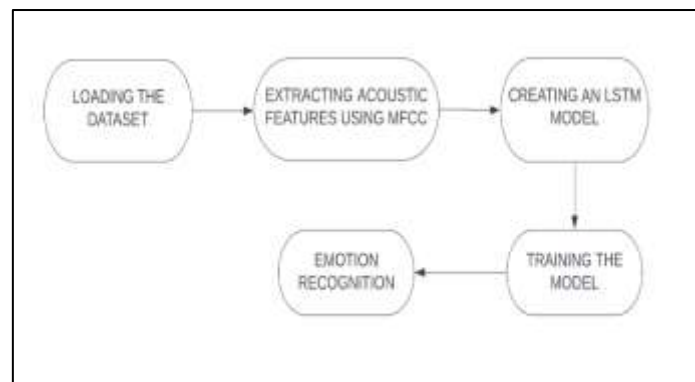 LOADING THE
DATASET
EXTRACTING ACOUSTIC
FEATURES USING MFCC
CREATING AN LSTM
MODEL
TRAINING THE
MODEL
EMOTION
RECOGNITION